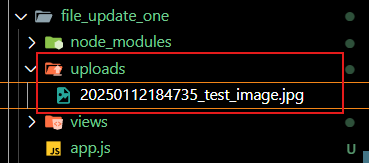 file_update_one
node_modules
uploads
20250112184735_test_image.jpg
views
app.js U